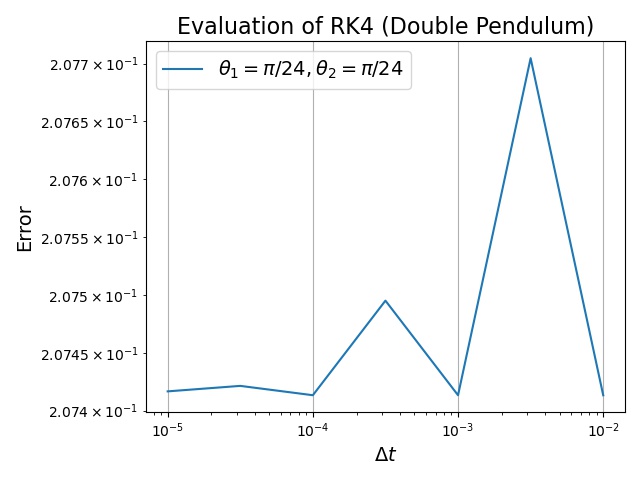 Evaluation of RK4 (Double Pendulum)
θ₁ = π/24, θ₂ = π/24
2.077 × 10⁻¹
2.0765 × 10⁻¹
2.076 × 10⁻¹
2.0755 × 10⁻¹
2.075 × 10⁻¹
2.0745 × 10⁻¹
2.074 × 10⁻¹
Error
10⁻⁵ 10⁻⁴ 10⁻³ 10⁻²
Δt